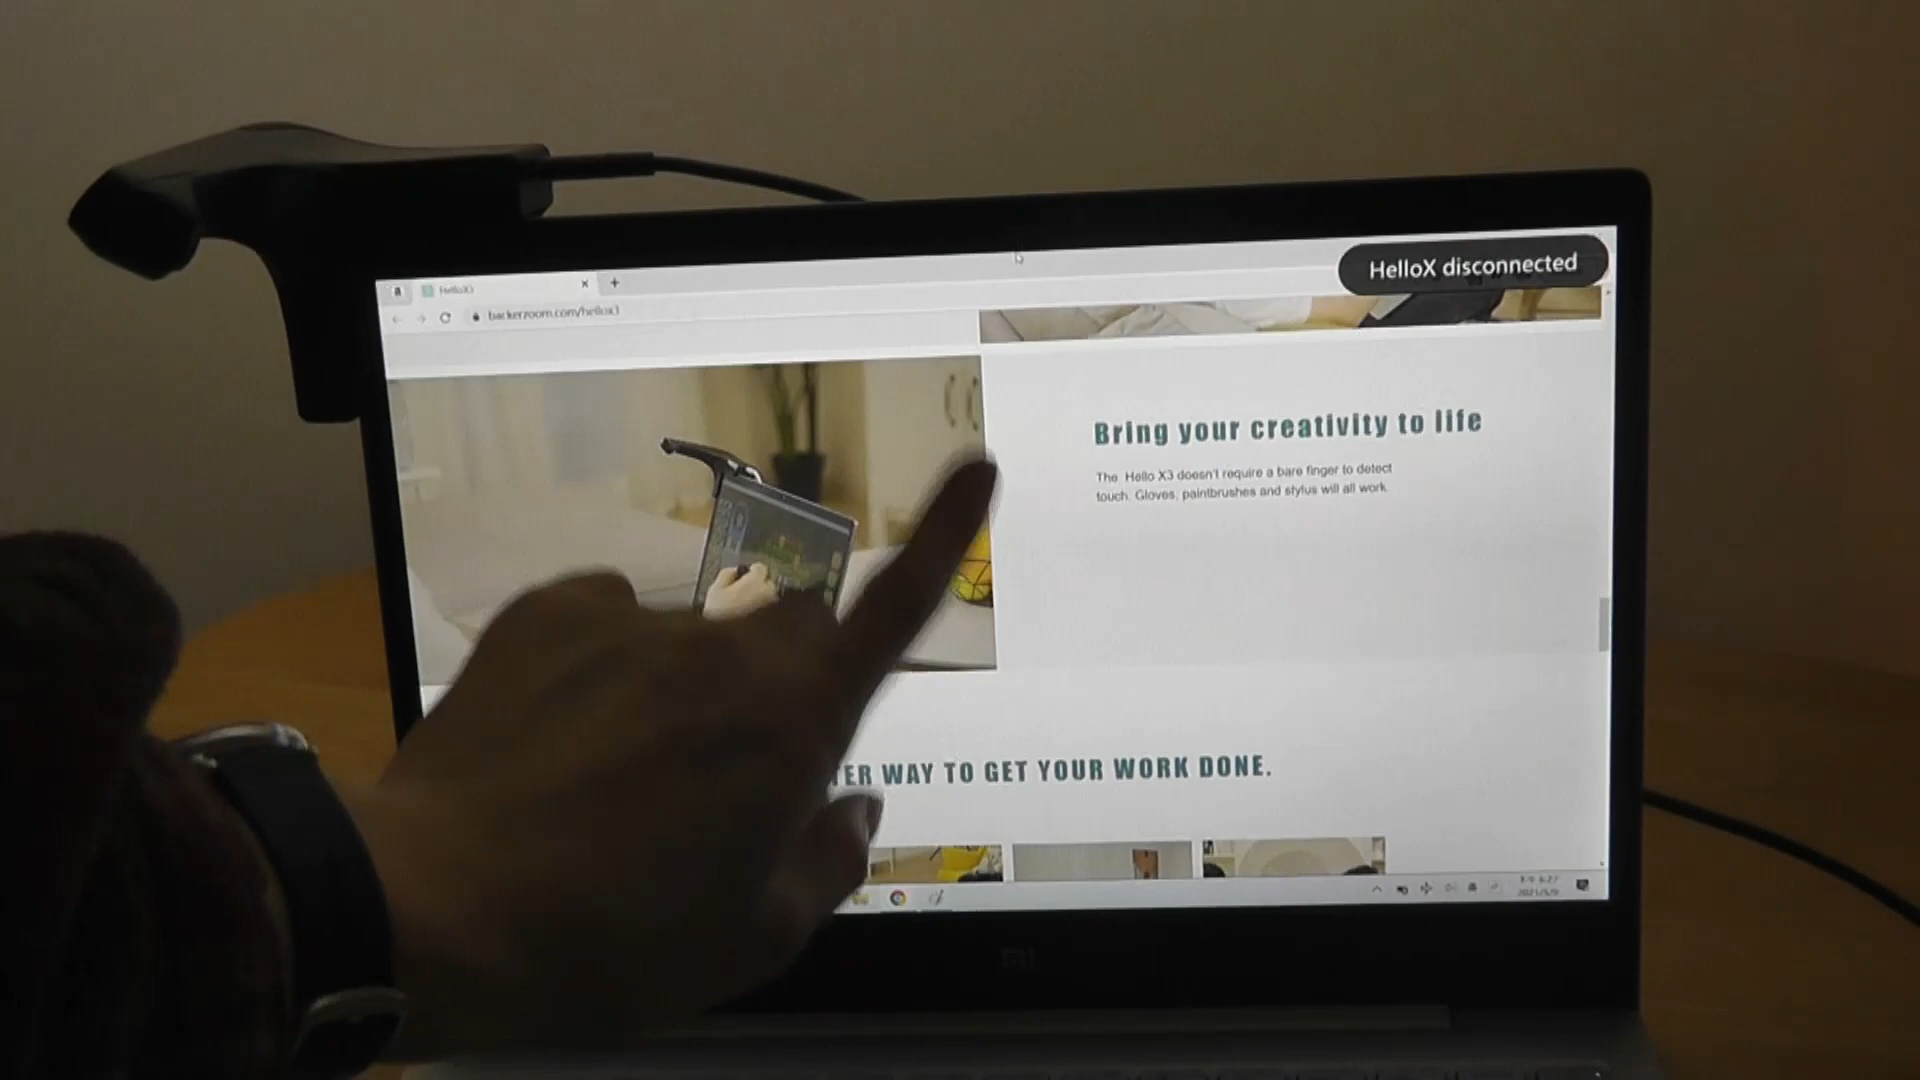 HelloX disconnected
HelloX3
backerzoom.com/hellox3
Bring your creativity to life
The Hello X3 doesn't require a bare finger to detect
touch. Gloves, paintbrushes and stylus will all work.
TER WAY TO GET YOUR WORK DONE.